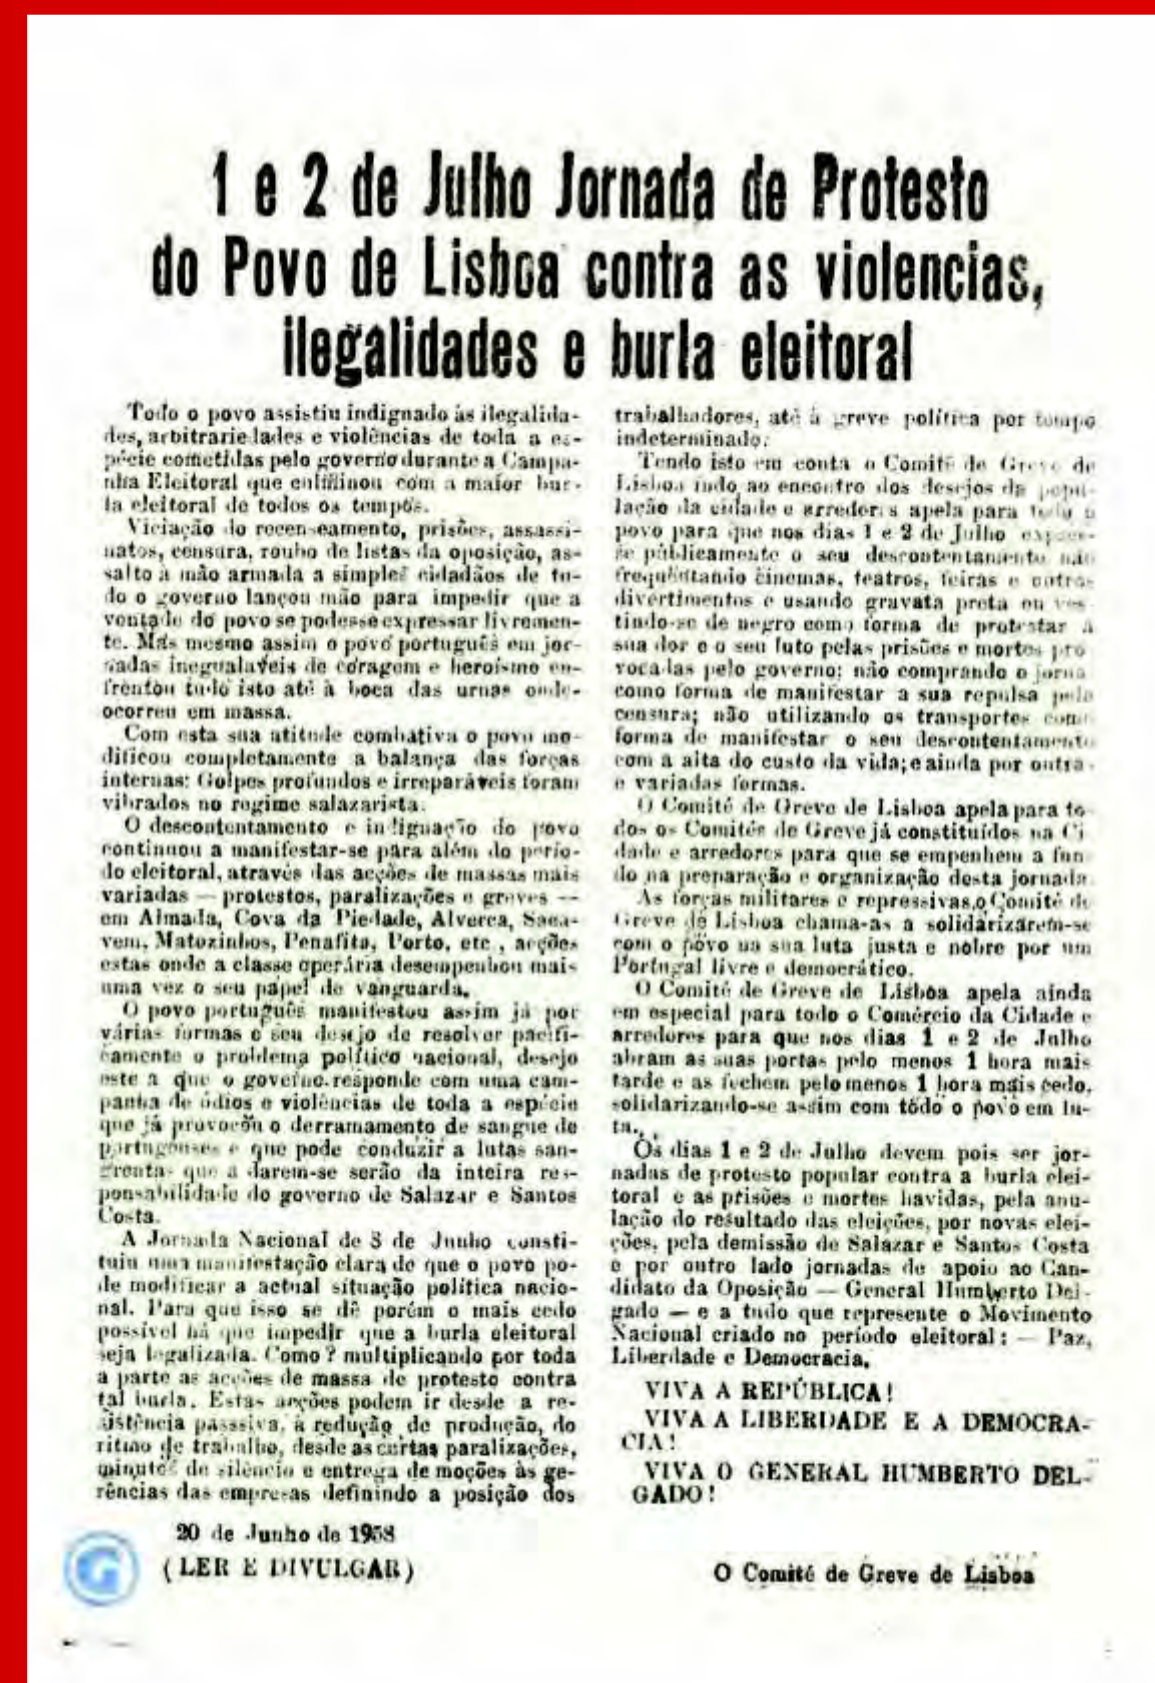 1 e 2 de Julho Jornada de Protesto
do Povo de Lisboa contra as violencias,
ilegalidades e burla eleitoral
Todo o povo assistiu indignado às ilegalida-
des, arbitrariedades e violências de toda a es-
pécie cometidas pelo governo durante a Campa-
nha Eleitoral que culminou com a maior bur-
la eleitoral de todos os tempos.
Viciação do recenseamento, prisões, assassi-
natos, censura, roubo de listas da oposição, as-
salto à mão armada a simples cidadãos de tu-
do o governo lançou mão para impedir que a
vontade do povo se podesse expressar livremen-
te. Mas mesmo assim o povo português em jor-
nadas inegualaveis de coragem e heroísmo en-
frentou tudo isto até à boca das urnas onde
ocorreu em massa.
Com esta sua atitude combativa o povo mo-
dificou completamente a balança das forças
internas: Golpes profundos e irreparáveis foram
vibrados no regime salazarista.
O descontentamento e indignação do povo
continuou a manifestar-se para além do perío-
do eleitoral, através das acções de massas mais
variadas — protestos, paralizações e greves —
em Almada, Cova da Piedade, Alverca, Saca-
vem, Matozinhos, Penafita, Porto, etc., acções
estas onde a classe operária desempenhou mais
uma vez o seu papel de vanguarda.
O povo português manifestou assim já por
várias formas o seu desejo de resolver pacifi-
camente o problema político nacional, desejo
este a que o governo responde com uma cam-
panha de ódios e violências de toda a espécie
que já provocou o derramamento de sangue de
portugueses e que pode conduzir a lutas san-
grentas que a darem-se serão da inteira res-
ponsabilidade do governo de Salazar e Santos
Costa.
A Jornada Nacional de 8 de Junho consti-
tuiu uma manifestação clara de que o povo po-
de modificar a actual situação política nacio-
nal. Para que isso se dê porém o mais cedo
possível há que impedir que a burla eleitoral
seja legalizada. Como? multiplicando por toda
a parte as acções de massa de protesto contra
tal burla. Estas acções podem ir desde a re-
sistência passsiva, à redução de produção, do
ritmo de trabalho, desde as curtas paralizações,
minutos de silêncio e entrega de moções às ge-
rências das empresas definindo a posição dos
trabalhadores, até à greve política por tempo
indeterminado.
Tendo isto em conta o Comité de Greve de
Lisboa indo ao encontro dos desejos da popu-
lação da cidade e arredores apela para todo o
povo para que nos dias 1 e 2 de Julho expres-
se públicamente o seu descontentamento não
frequentando cinemas, teatros, feiras e outros
divertimentos e usando gravata preta ou ves-
tindo-se de negro como forma de protestar a
sua dor e o seu luto pelas prisões e mortes pro
vocadas pelo governo; não comprando o jornal
como forma de manifestar a sua repulsa pela
censura; não utilizando os transportes como
forma de manifestar o seu descontentamento
com a alta do custo da vida; e ainda por outras
e variadas formas.
O Comité de Greve de Lisboa apela para to
dos os Comités de Greve já constituídos na Ci
dade e arredores para que se empenhem a fun
do na preparação e organização desta jornada
As forças militares e repressivas, o Comité de
Greve de Lisboa chama-as a solidarizarem-se
com o povo na sua luta justa e nobre por um
Portugal livre e democrático.
O Comité de Greve de Lisboa apela ainda
em especial para todo o Comércio da Cidade e
arredores para que nos dias 1 e 2 de Julho
abram as suas portas pelo menos 1 hora mais
tarde e as fechem pelo menos 1 hora mais cedo,
solidarizando-se assim com todo o povo em lu-
ta.
Os dias 1 e 2 de Julho devem pois ser jor-
nadas de protesto popular contra a burla elei-
toral e as prisões e mortes havidas, pela anu-
lação do resultado das eleições, por novas elei-
ções, pela demissão de Salazar e Santos Costa
e por outro lado jornadas de apoio ao Can-
didato da Oposição — General Humberto Del-
gado — e a tudo que represente o Movimento
Nacional criado no período eleitoral: — Paz,
Liberdade e Democracia.
VIVA A REPÚBLICA!
VIVA A LIBERDADE E A DEMOCRA-
CIA!
VIVA O GENERAL HUMBERTO DEL-
GADO!
20 de Junho de 1958
(LER E DIVULGAR)
O Comité de Greve de Lisboa
G